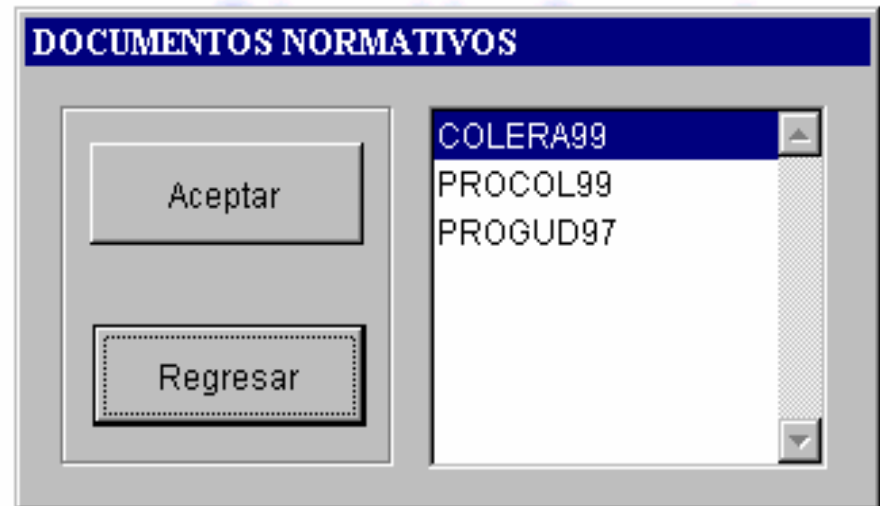 DOCUMENTOS NORMATIVOS
Aceptar
Regresar
COLERA99
PROCOL99
PROGUD97